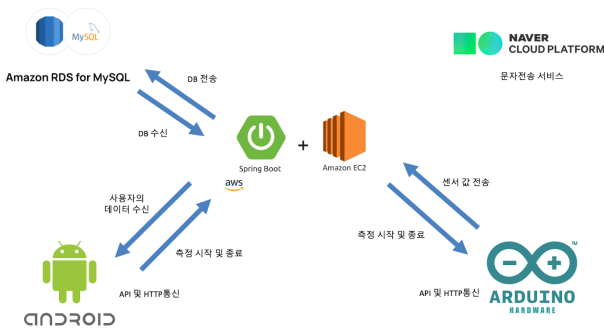 MySQL
Amazon RDS for MySQL
DB 전송
DB 수신
NAVER
CLOUD PLATFORM
문자전송 서비스
Spring Boot
+
Amazon EC2
aws
사용자의
데이터 수신
측정 시작 및 종료
API 및 HTTP통신
android
센서 값 전송
측정 시작 및 종료
API 및 HTTP통신
TM
ARDUINO
HARDWARE